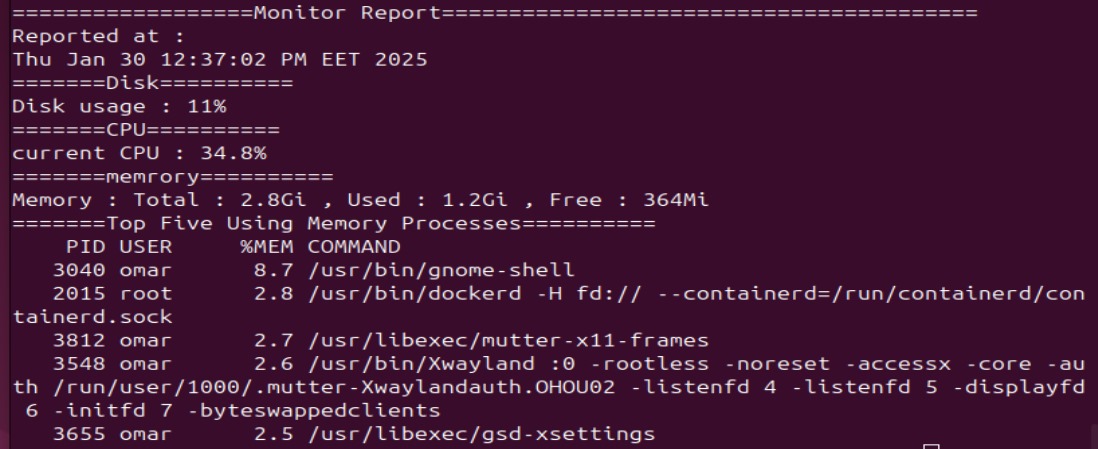 ==================Monitor Report========================================
Reported at :
Thu Jan 30 12:37:02 PM EET 2025
=======Disk==========
Disk usage : 11%
=======CPU==========
current CPU : 34.8%
=======memrory==========
Memory : Total : 2.8Gi , Used : 1.2Gi , Free : 364Mi
=======Top Five Using Memory Processes==========
    PID USER     %MEM COMMAND
   3040 omar      8.7 /usr/bin/gnome-shell
   2015 root      2.8 /usr/bin/dockerd -H fd:// --containerd=/run/containerd/con
tainerd.sock
   3812 omar      2.7 /usr/libexec/mutter-x11-frames
   3548 omar      2.6 /usr/bin/Xwayland :0 -rootless -noreset -accessx -core -au
th /run/user/1000/.mutter-Xwaylandauth.OHOU02 -listenfd 4 -listenfd 5 -displayfd
 6 -initfd 7 -byteswappedclients
   3655 omar      2.5 /usr/libexec/gsd-xsettings